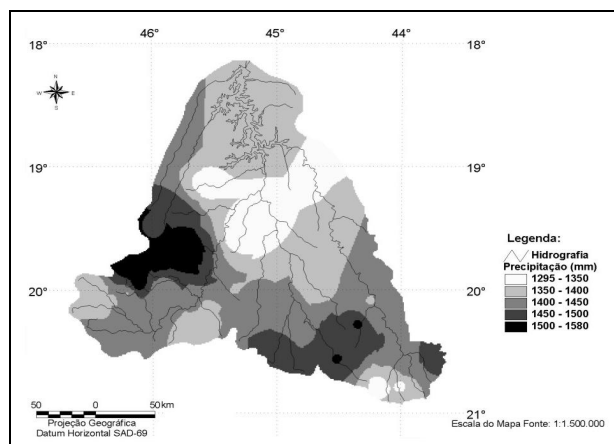 46° 45° 44°
18° 18°
N
W E
S
19° 19°
Legenda:
Hidrografia
Precipitação (mm)
1295 - 1350
1350 - 1400
1400 - 1450
1450 - 1500
1500 - 1580
20° 20°
50 0 50 km
Projeção Geográfica
Datum Horizontal SAD-69
21°
Escala do Mapa Fonte: 1:1.500.000